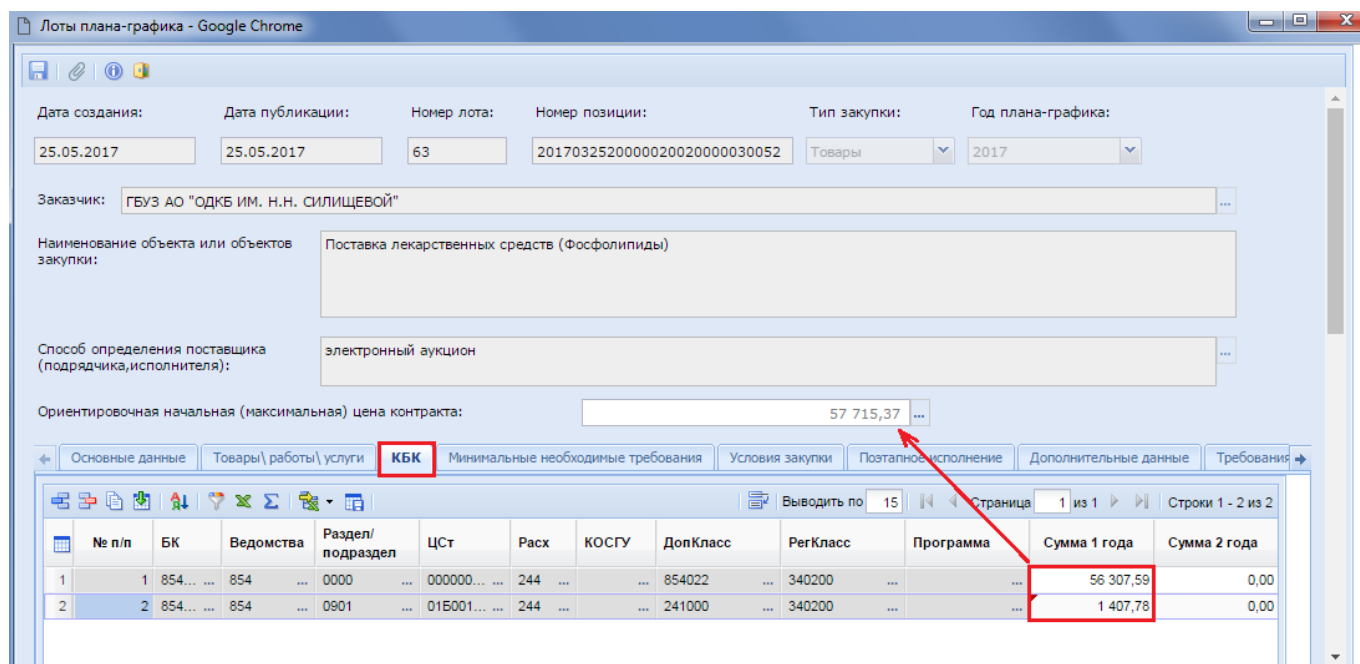 Лоты плана-графика - Google Chrome
Дата создания: Дата публикации: Номер лота: Номер позиции: Тип закупки: Год плана-графика:
25.05.2017 25.05.2017 63 2017032520000020020000030052 Товары 2017
Заказчик: ГБУЗ АО "ОДКБ ИМ. Н.Н. СИЛИЩЕВОЙ" ...
Наименование объекта или объектов Поставка лекарственных средств (Фосфолипиды)
закупки:
Способ определения поставщика электронный аукцион ...
(подрядчика,исполнителя):
Ориентировочная начальная (максимальная) цена контракта: 57 715,37 ...
Основные данные Товары\ работы\ услуги КБК Минимальные необходимые требования Условия закупки Поэтапное исполнение Дополнительные данные Требования
Выводить по 15 Страница 1 из 1 Строки 1 - 2 из 2
№ п/п БК Ведомства Раздел/ ЦСт Расх КОСГУ ДопКласс РегКласс Программа Сумма 1 года Сумма 2 года
подраздел
1 1 854... ... 854 ... 0000 ... 000000... ... 244 ... ... 854022 ... 340200 ... ... 56 307,59 0,00
2 2 854... ... 854 ... 0901 ... 01Б001... ... 244 ... ... 241000 ... 340200 ... ... 1 407,78 0,00